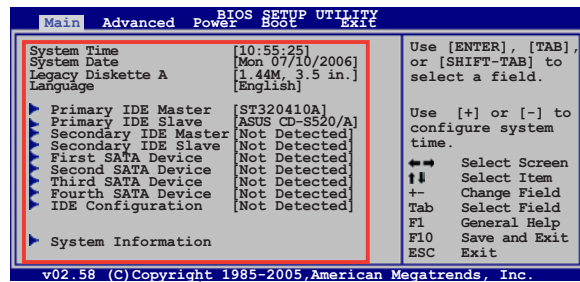 BIOS SETUP UTILITY
Main Advanced Power Boot Exit
System Time [10:55:25]
System Date [Mon 07/10/2006]
Legacy Diskette A [1.44M, 3.5 in.]
Language [English]
Primary IDE Master [ST320410A]
Primary IDE Slave [ASUS CD-S520/A]
Secondary IDE Master [Not Detected]
Secondary IDE Slave [Not Detected]
First SATA Device [Not Detected]
Second SATA Device [Not Detected]
Third SATA Device [Not Detected]
Fourth SATA Device [Not Detected]
IDE Configuration [Not Detected]
System Information
Use [ENTER], [TAB],
or [SHIFT-TAB] to
select a field.
Use [+] or [-] to
configure system
time.
Select Screen
Select Item
+- Change Field
Tab Select Field
F1 General Help
F10 Save and Exit
ESC Exit
v02.58 (C)Copyright 1985-2005,American Megatrends, Inc.